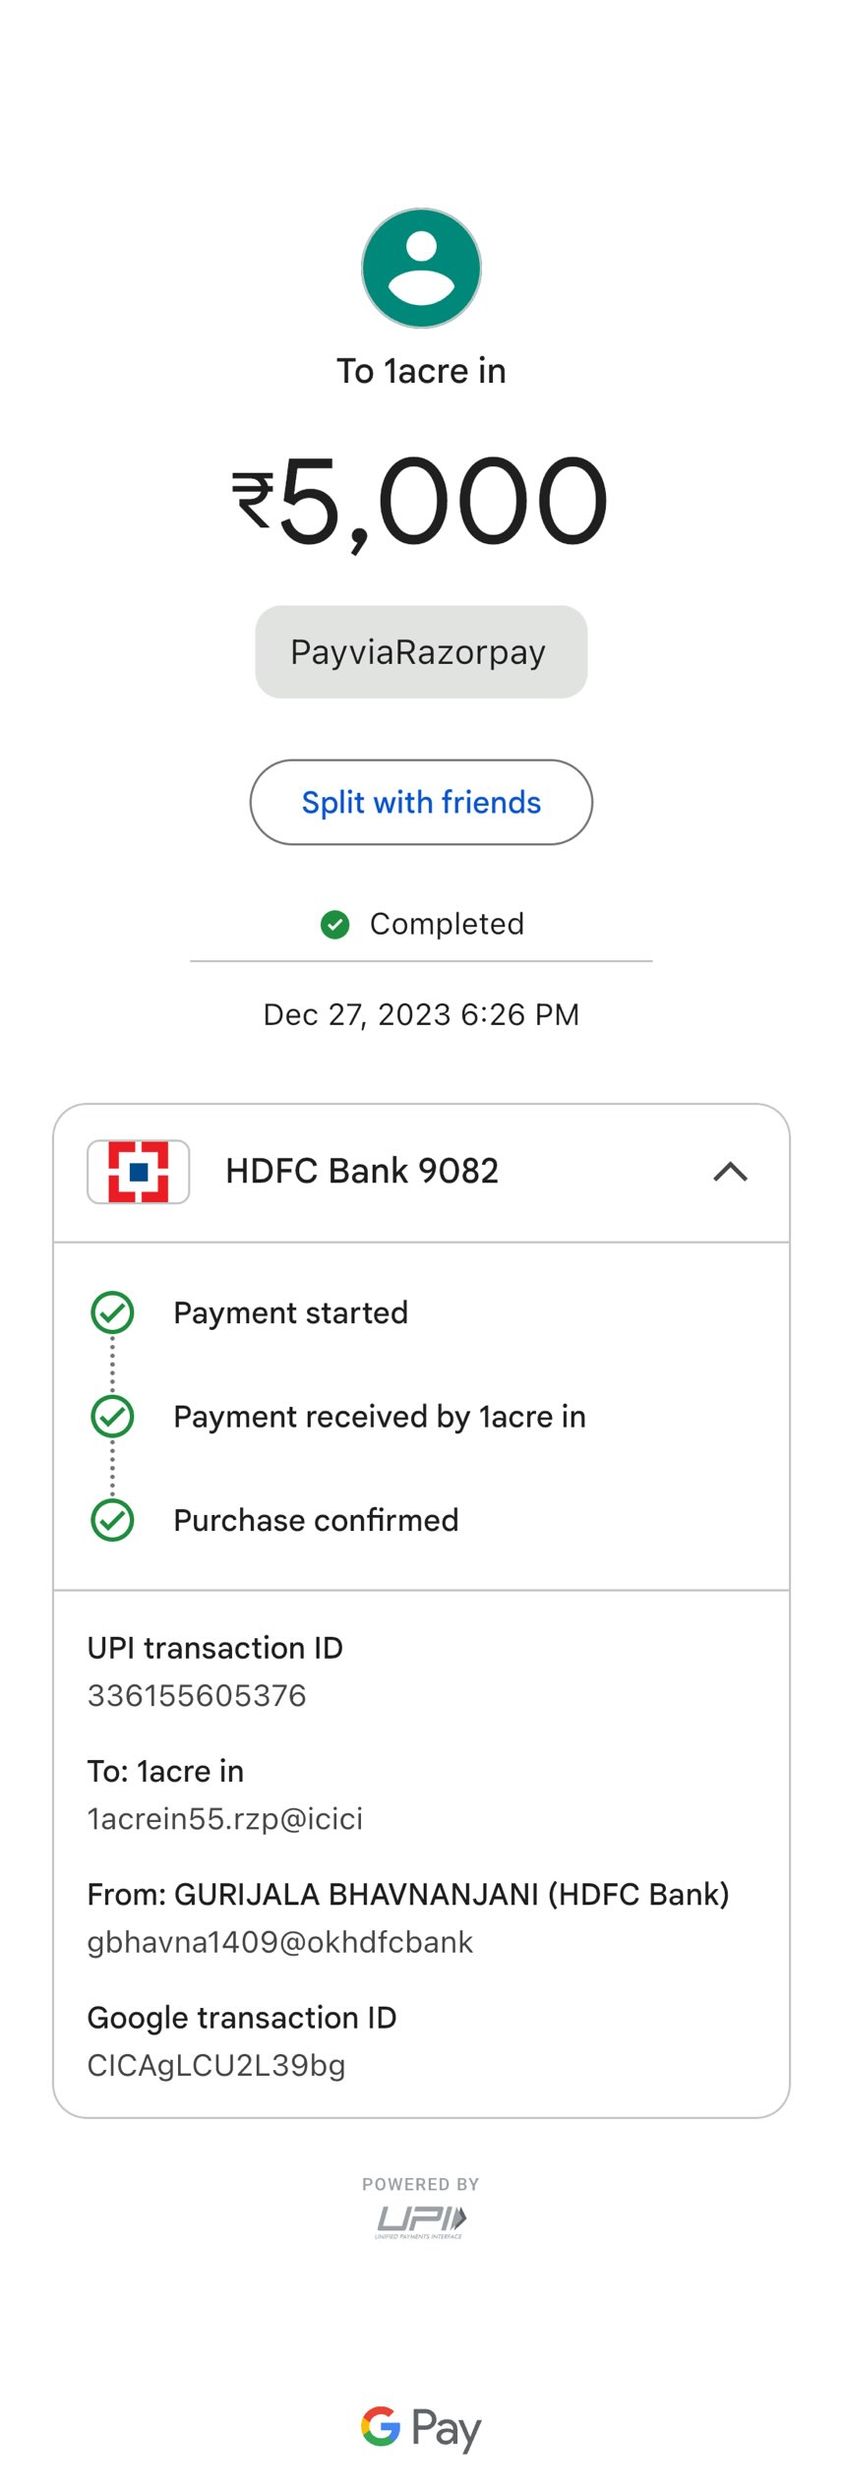 To 1acre in
₹5,000
PayviaRazorpay
Split with friends
Completed
Dec 27, 2023 6:26 PM
HDFC Bank 9082
Payment started
Payment received by 1acre in
Purchase confirmed
UPI transaction ID
336155605376
To: 1acre in
1acrein55.rzp@icici
From: GURIJALA BHAVNANJANI (HDFC Bank)
gbhavna1409@okhdfcbank
Google transaction ID
CICAgLCU2L39bg
POWERED BY
UPI
UNIFIED PAYMENTS INTERFACE
G Pay